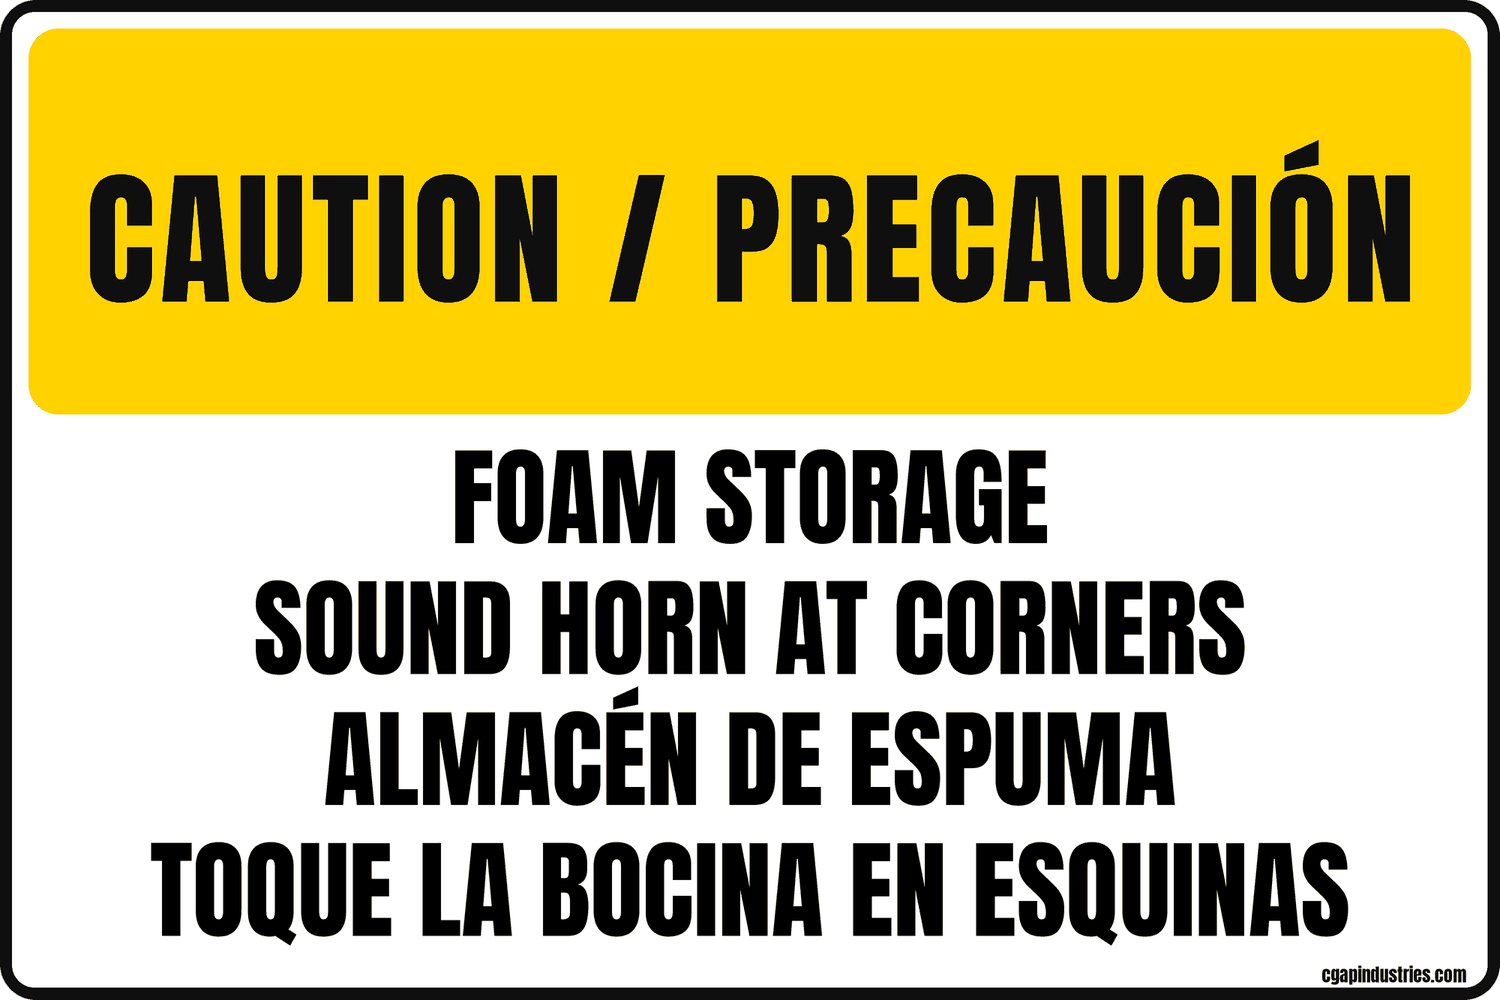 CAUTION / PRECAUCIÓN
FOAM STORAGE
SOUND HORN AT CORNERS
ALMACÉN DE ESPUMA
TOQUE LA BOCINA EN ESQUINAS
cgapindustries.com